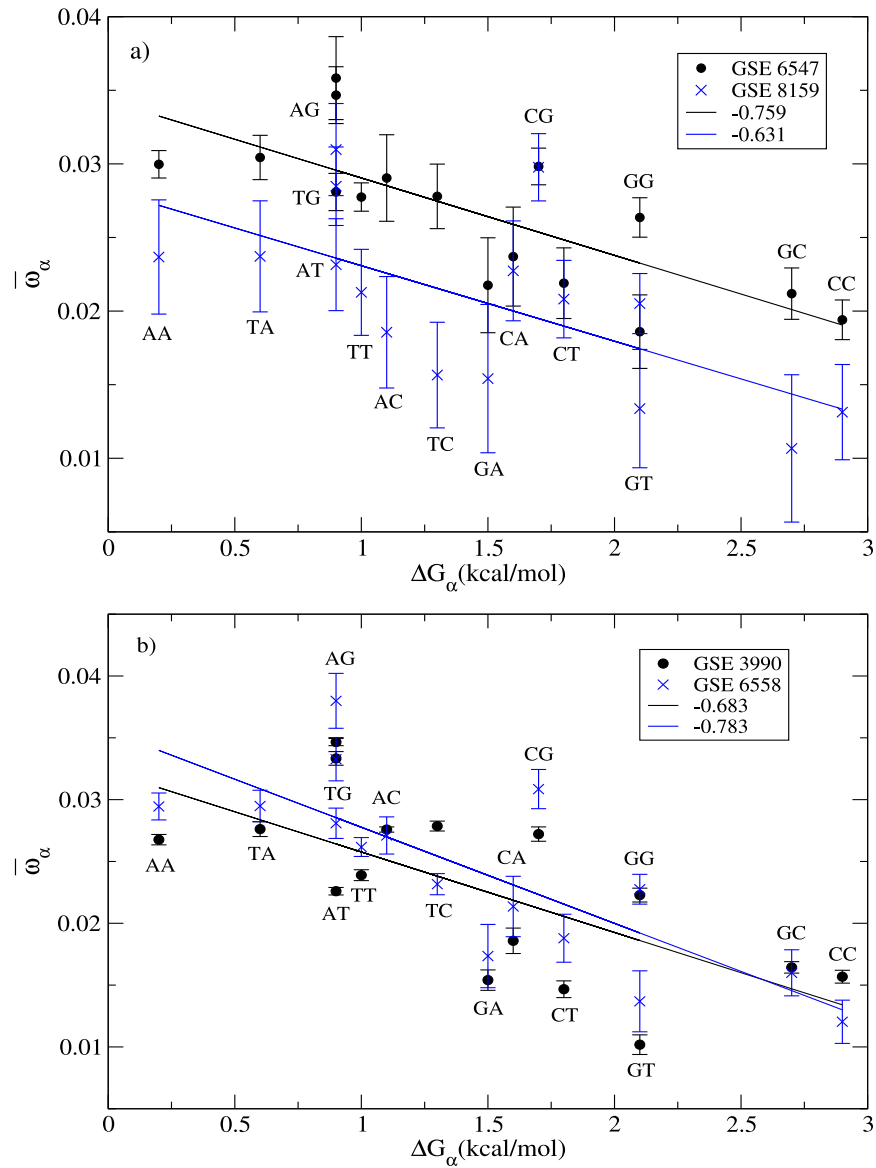 a)
0.04
0.03
0.02
0.01
ω̅α
GSE 6547
GSE 8159
-0.759
-0.631
AG
TG
AT
AA
TA
TT
AC
TC
GA
CA
CG
CT
GG
GT
GC
CC
0 0.5 1 1.5 2 2.5 3
ΔGα(kcal/mol)
b)
0.04
0.03
0.02
0.01
ω̅α
GSE 3990
GSE 6558
-0.683
-0.783
AG
TG
AC
CG
AA
TA
AT
TT
TC
CA
GA
CT
GG
GT
GC
CC
0 0.5 1 1.5 2 2.5 3
ΔGα(kcal/mol)